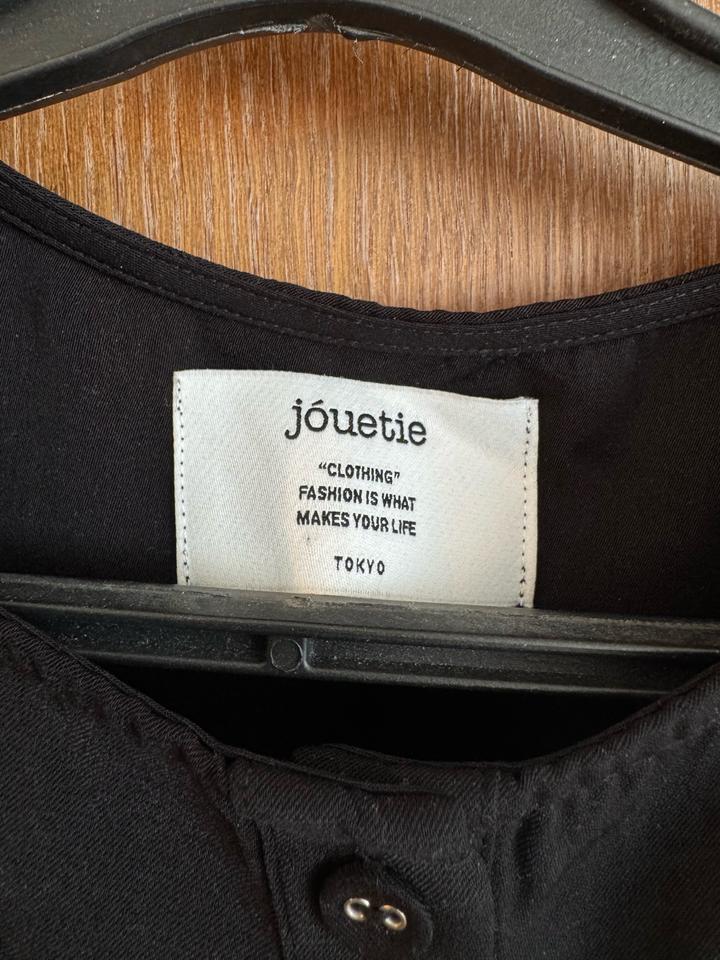 jóuetie
“CLOTHING”
FASHION IS WHAT
MAKES YOUR LIFE
TOKYO